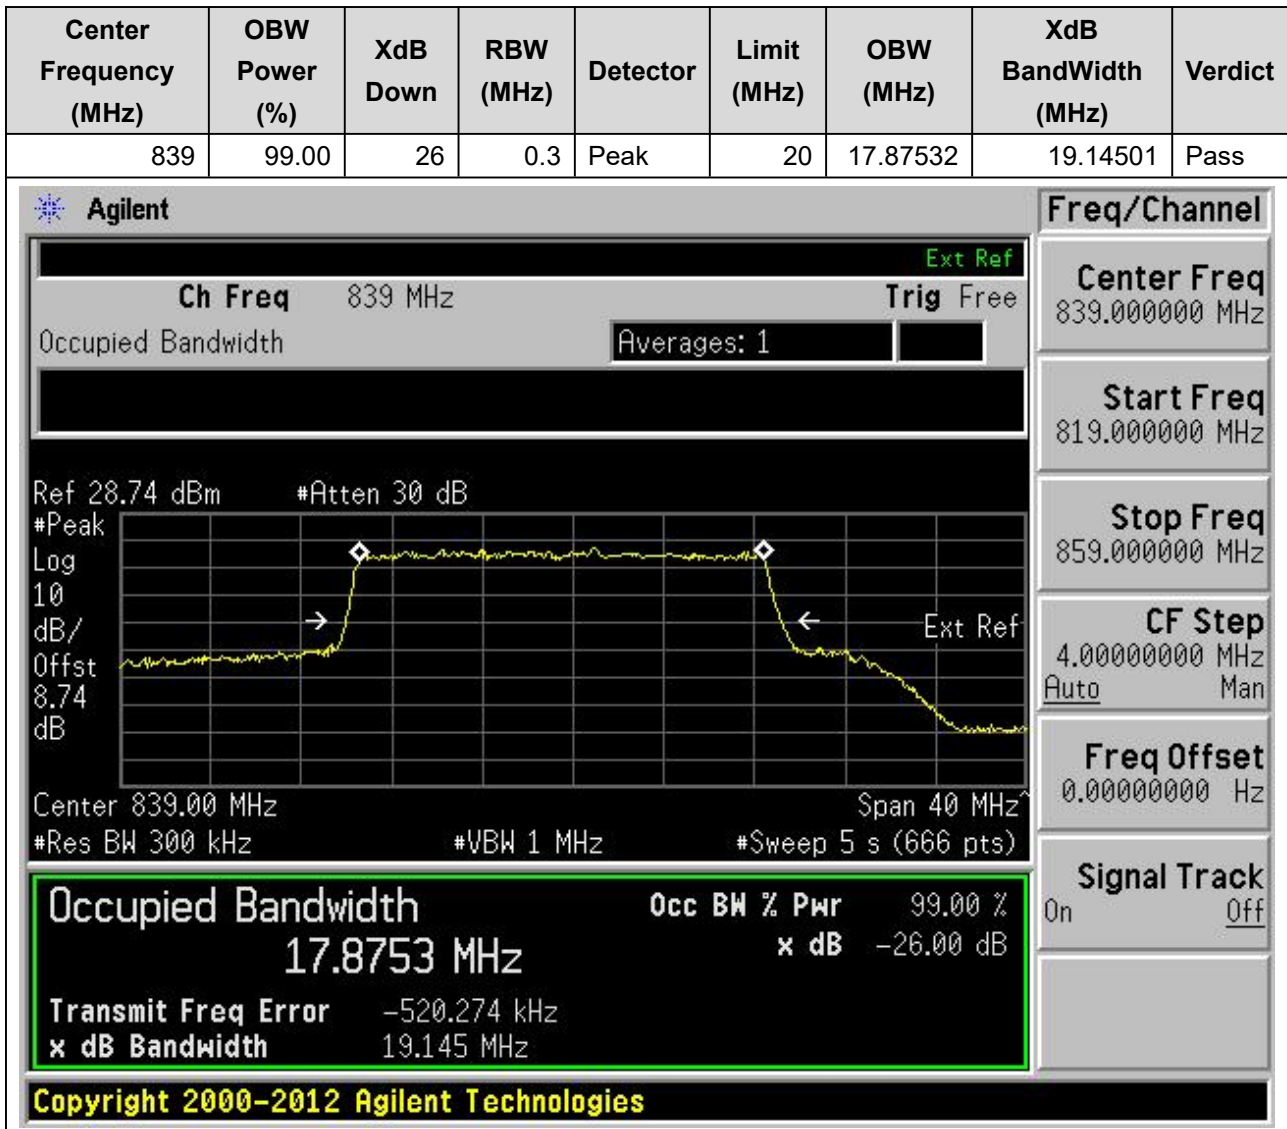 Center Frequency (MHz) OBW Power (%) XdB Down RBW (MHz) Detector Limit (MHz) OBW (MHz) XdB BandWidth (MHz) Verdict
839 99.00 26 0.3 Peak 20 17.87532 19.14501 Pass
Agilent
Freq/Channel
Ext Ref
Ch Freq 839 MHz Trig Free
Occupied Bandwidth Averages: 1
Ref 28.74 dBm #Atten 30 dB
#Peak
Log
10
dB/
Offst
8.74
dB
Ext Ref
Center 839.00 MHz Span 40 MHz^
#Res BW 300 kHz #VBW 1 MHz #Sweep 5 s (666 pts)
Occupied Bandwidth Occ BW % Pwr 99.00 %
17.8753 MHz x dB -26.00 dB
Transmit Freq Error -520.274 kHz
x dB Bandwidth 19.145 MHz
Center Freq
839.000000 MHz
Start Freq
819.000000 MHz
Stop Freq
859.000000 MHz
CF Step
4.00000000 MHz
Auto Man
Freq Offset
0.00000000 Hz
Signal Track
On Off
Copyright 2000-2012 Agilent Technologies